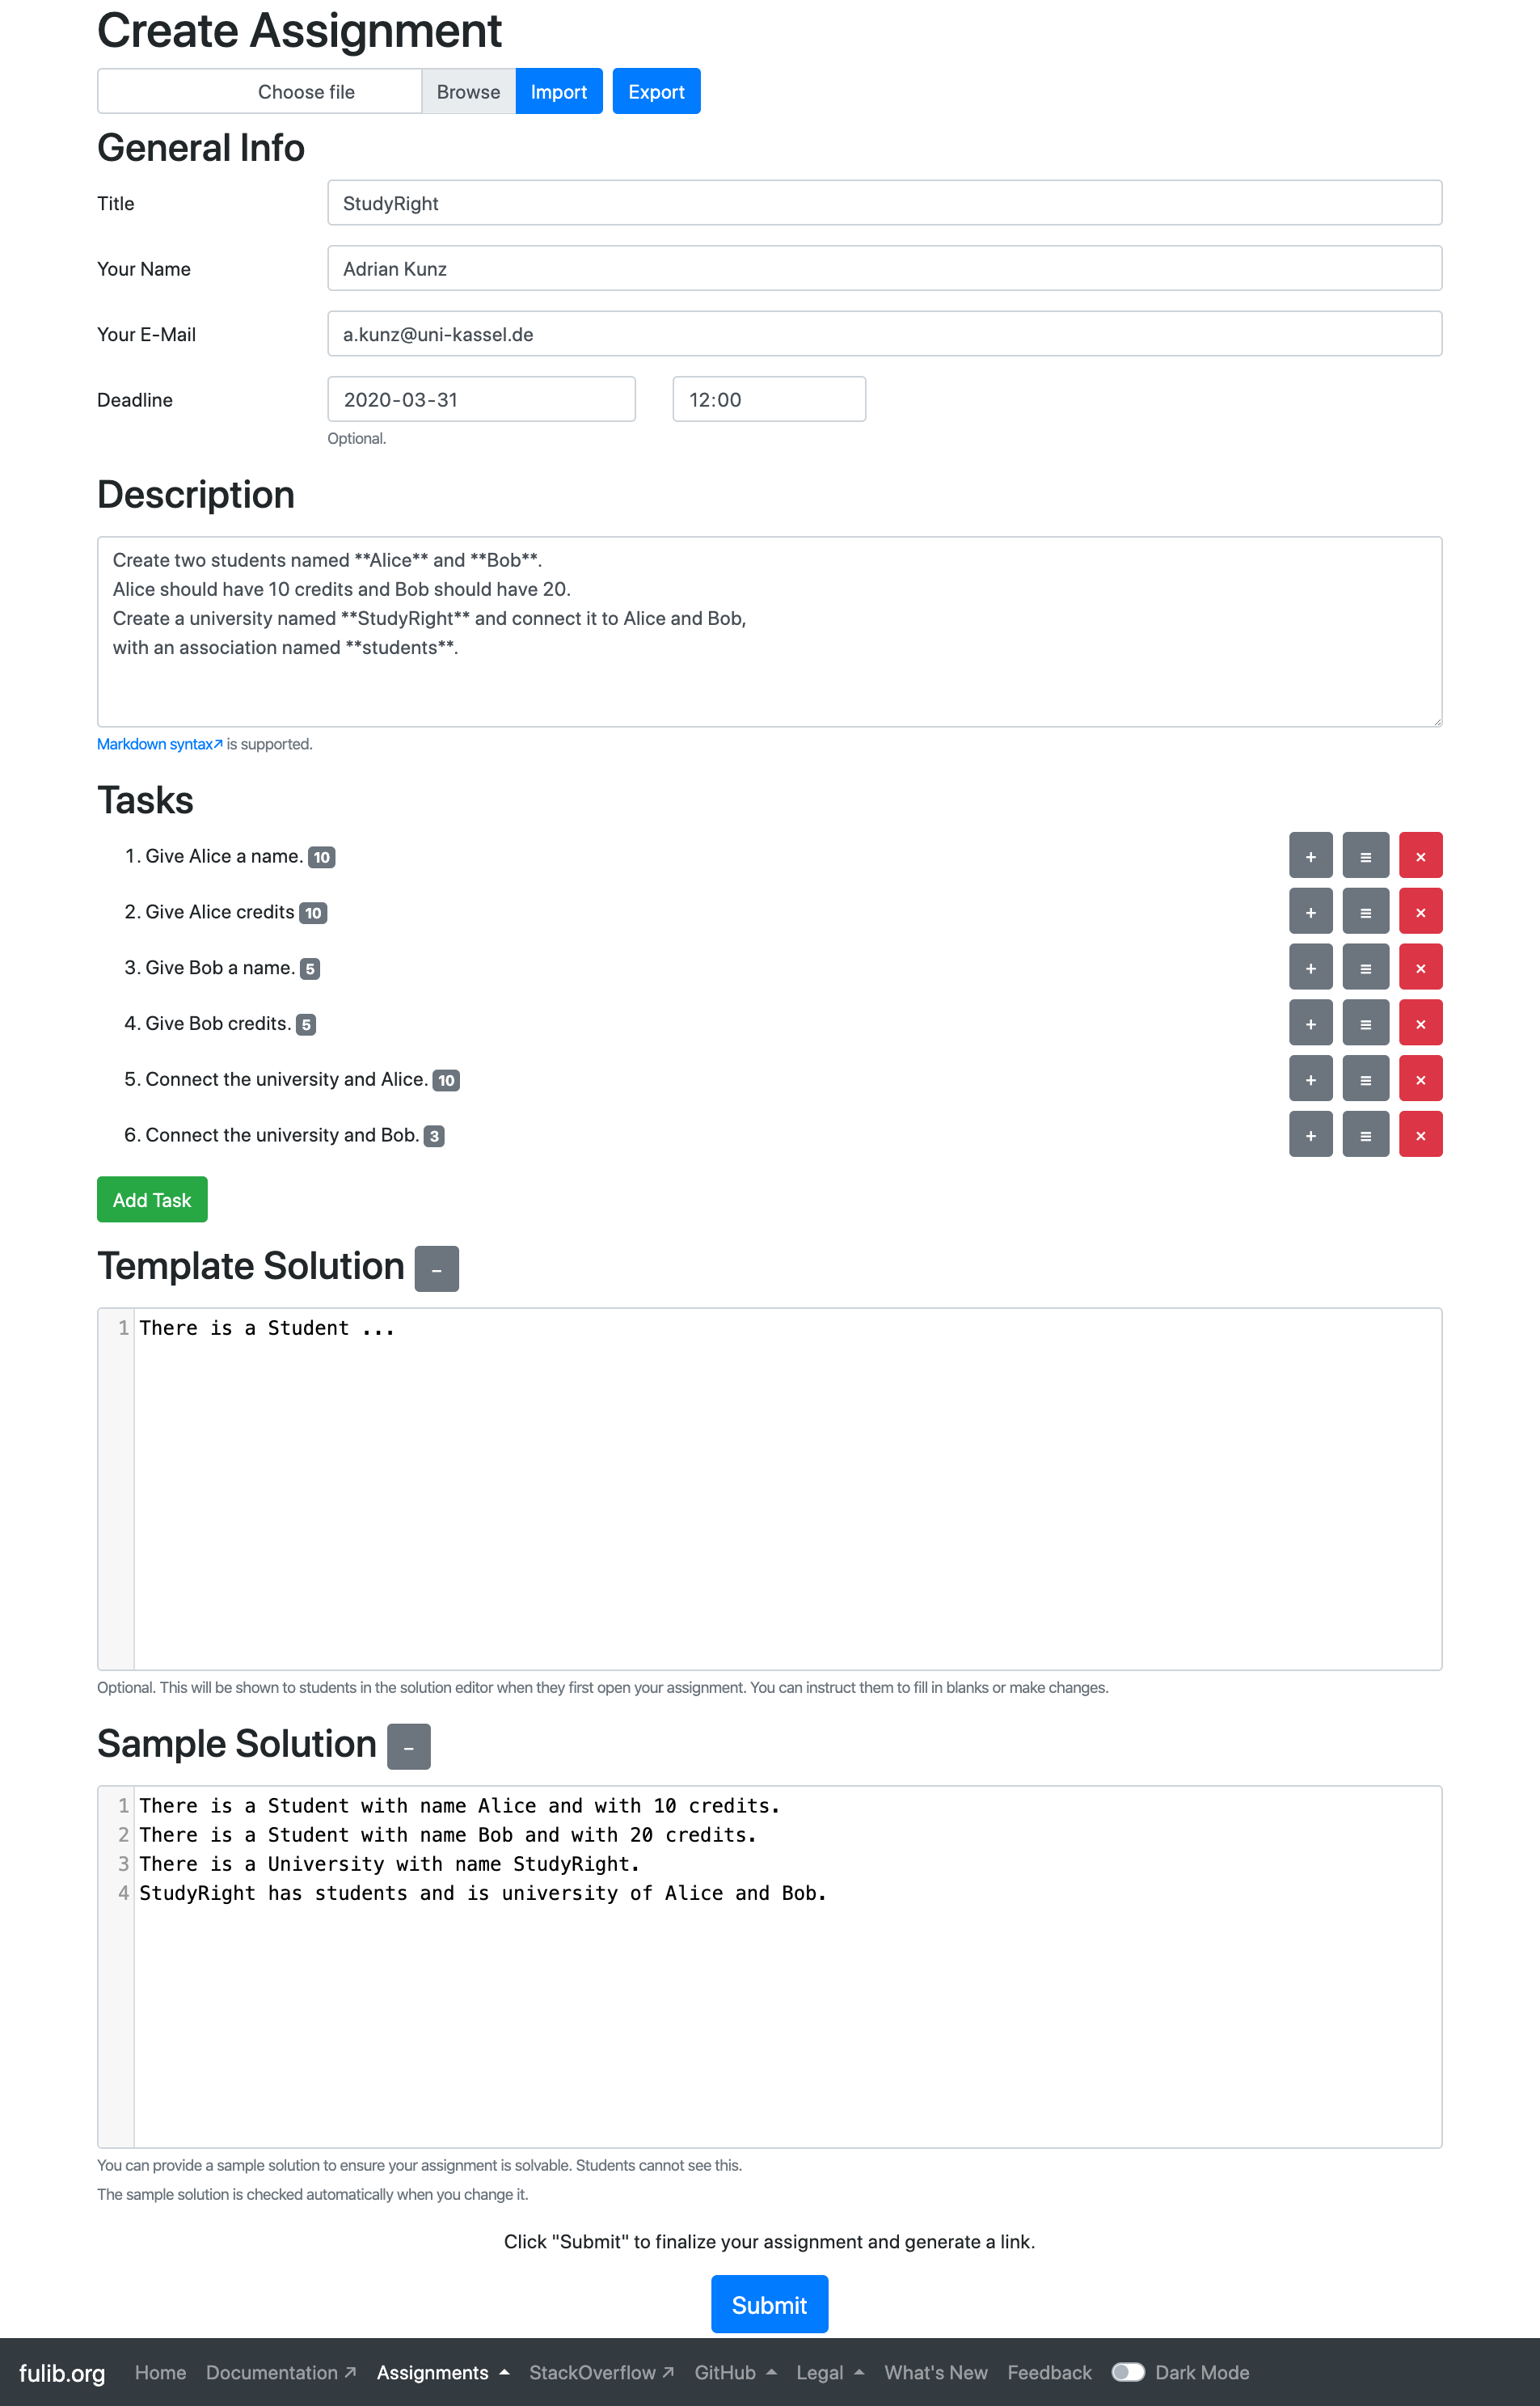 Create Assignment
Choose file Browse Import Export
General Info
Title StudyRight
Your Name Adrian Kunz
Your E-Mail a.kunz@uni-kassel.de
Deadline 2020-03-31 12:00
Optional.
Description
Create two students named **Alice** and **Bob**.
Alice should have 10 credits and Bob should have 20.
Create a university named **StudyRight** and connect it to Alice and Bob,
with an association named **students**.
Markdown syntax↗ is supported.
Tasks
1. Give Alice a name. 10 + ≡ ×
2. Give Alice credits 10 + ≡ ×
3. Give Bob a name. 5 + ≡ ×
4. Give Bob credits. 5 + ≡ ×
5. Connect the university and Alice. 10 + ≡ ×
6. Connect the university and Bob. 3 + ≡ ×
Add Task
Template Solution –
1 There is a Student ...
Optional. This will be shown to students in the solution editor when they first open your assignment. You can instruct them to fill in blanks or make changes.
Sample Solution –
1 There is a Student with name Alice and with 10 credits.
2 There is a Student with name Bob and with 20 credits.
3 There is a University with name StudyRight.
4 StudyRight has students and is university of Alice and Bob.
You can provide a sample solution to ensure your assignment is solvable. Students cannot see this.
The sample solution is checked automatically when you change it.
Click "Submit" to finalize your assignment and generate a link.
Submit
fulib.org Home Documentation ↗ Assignments StackOverflow ↗ GitHub Legal What's New Feedback Dark Mode